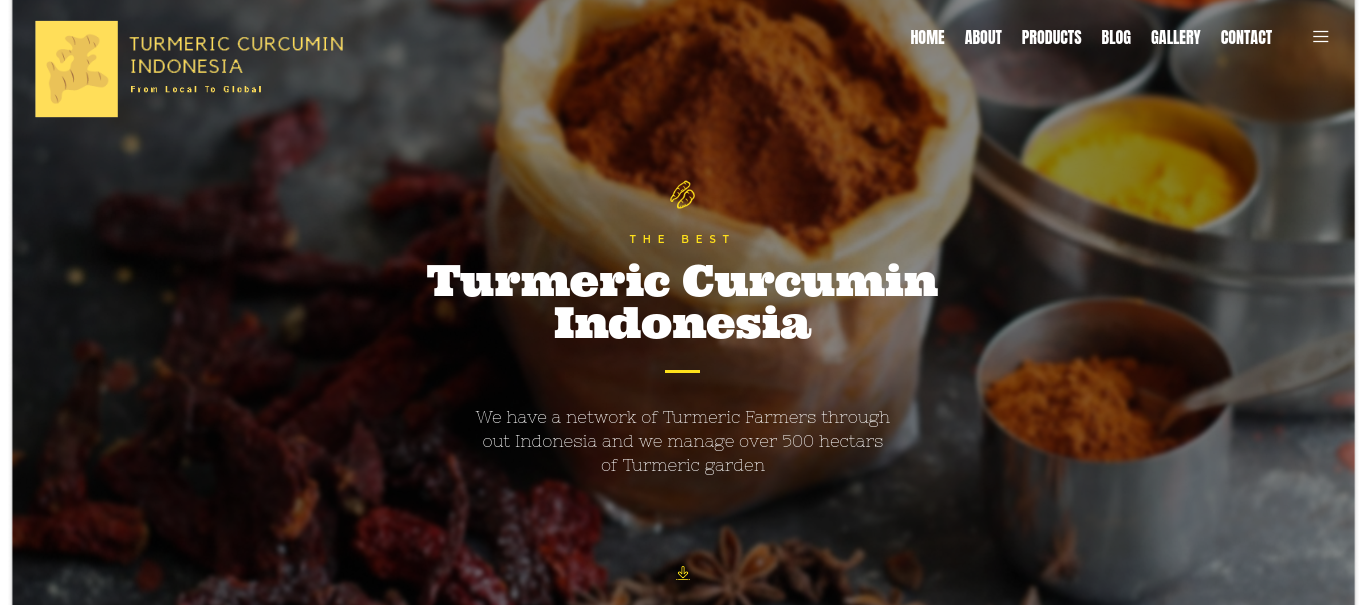 TURMERIC CURCUMIN
INDONESIA
From Local To Global
HOME ABOUT PRODUCTS BLOG GALLERY CONTACT
THE BEST
Turmeric Curcumin
Indonesia
We have a network of Turmeric Farmers through
out Indonesia and we manage over 500 hectars
of Turmeric garden